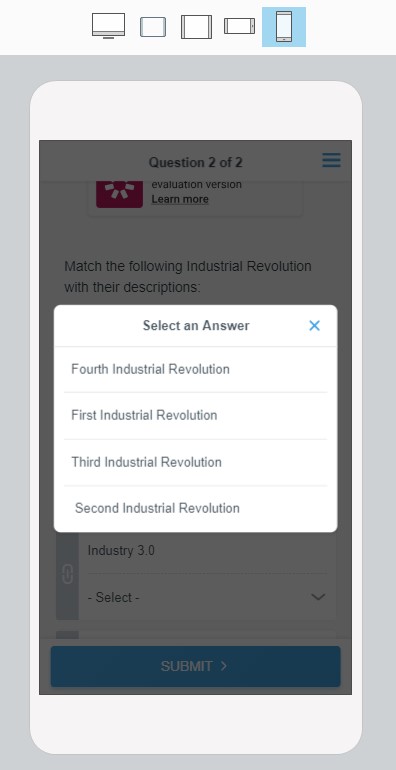 Question 2 of 2
evaluation version
Learn more
Match the following Industrial Revolution
with their descriptions:
Select an Answer
Fourth Industrial Revolution
First Industrial Revolution
Third Industrial Revolution
Second Industrial Revolution
Industry 3.0
- Select -
SUBMIT